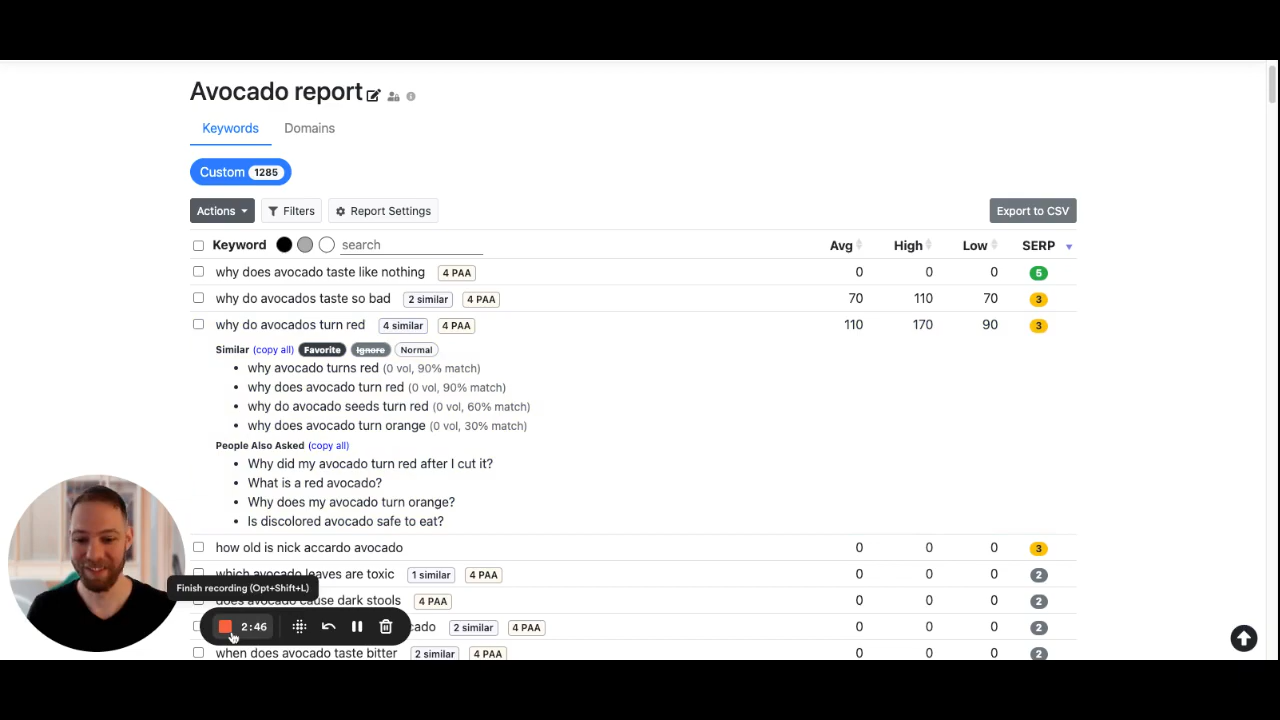 Avocado report
Keywords Domains
Custom 1285
Actions Filters Report Settings Export to CSV
Keyword search Avg High Low SERP
why does avocado taste like nothing 4 PAA 0 0 0 5
why do avocados taste so bad 2 similar 4 PAA 70 110 70 3
why do avocados turn red 4 similar 4 PAA 110 170 90 3
Similar (copy all) Favorite Ignore Normal
why avocado turns red (0 vol, 90% match)
why does avocado turn red (0 vol, 90% match)
why do avocado seeds turn red (0 vol, 60% match)
why does avocado turn orange (0 vol, 30% match)
People Also Asked (copy all)
Why did my avocado turn red after I cut it?
What is a red avocado?
Why does my avocado turn orange?
Is discolored avocado safe to eat?
how old is nick accardo avocado 0 0 0 3
which avocado leaves are toxic 1 similar 4 PAA 0 0 0 2
Finish recording (Opt+Shift+L)
does avocado cause dark stools 4 PAA 0 0 0 2
2:46 cado 2 similar 4 PAA 0 0 0 2
when does avocado taste bitter 2 similar 4 PAA 0 0 0 2